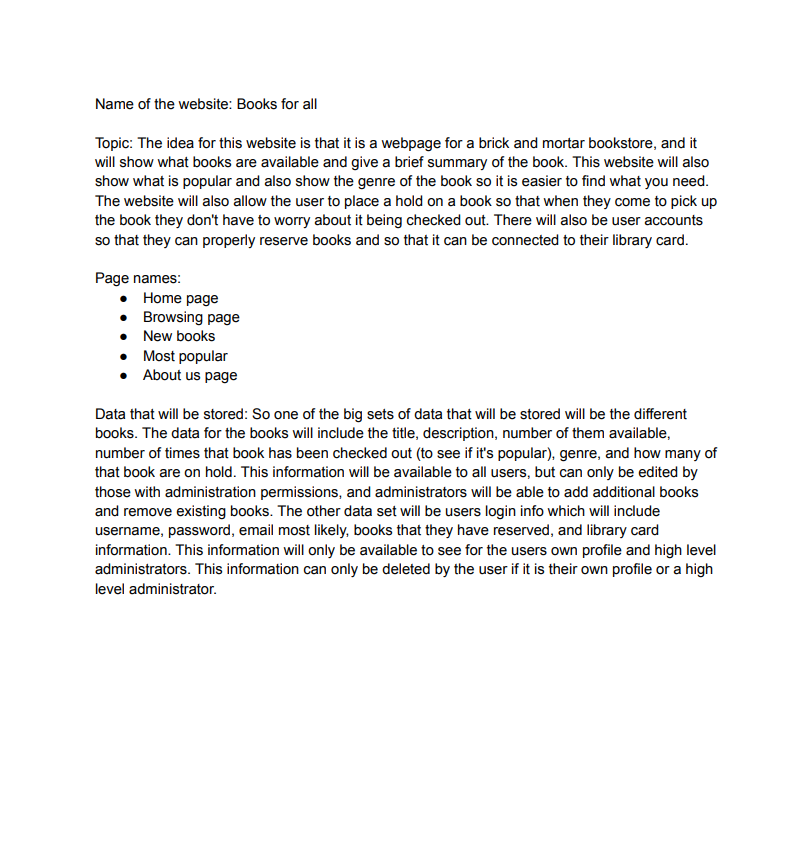 Name of the website: Books for all
Topic: The idea for this website is that it is a webpage for a brick and mortar bookstore, and it
will show what books are available and give a brief summary of the book. This website will also
show what is popular and also show the genre of the book so it is easier to find what you need.
The website will also allow the user to place a hold on a book so that when they come to pick up
the book they don't have to worry about it being checked out. There will also be user accounts
so that they can properly reserve books and so that it can be connected to their library card.
Page names:
● Home page
● Browsing page
● New books
● Most popular
● About us page
Data that will be stored: So one of the big sets of data that will be stored will be the different
books. The data for the books will include the title, description, number of them available,
number of times that book has been checked out (to see if it's popular), genre, and how many of
that book are on hold. This information will be available to all users, but can only be edited by
those with administration permissions, and administrators will be able to add additional books
and remove existing books. The other data set will be users login info which will include
username, password, email most likely, books that they have reserved, and library card
information. This information will only be available to see for the users own profile and high level
administrators. This information can only be deleted by the user if it is their own profile or a high
level administrator.